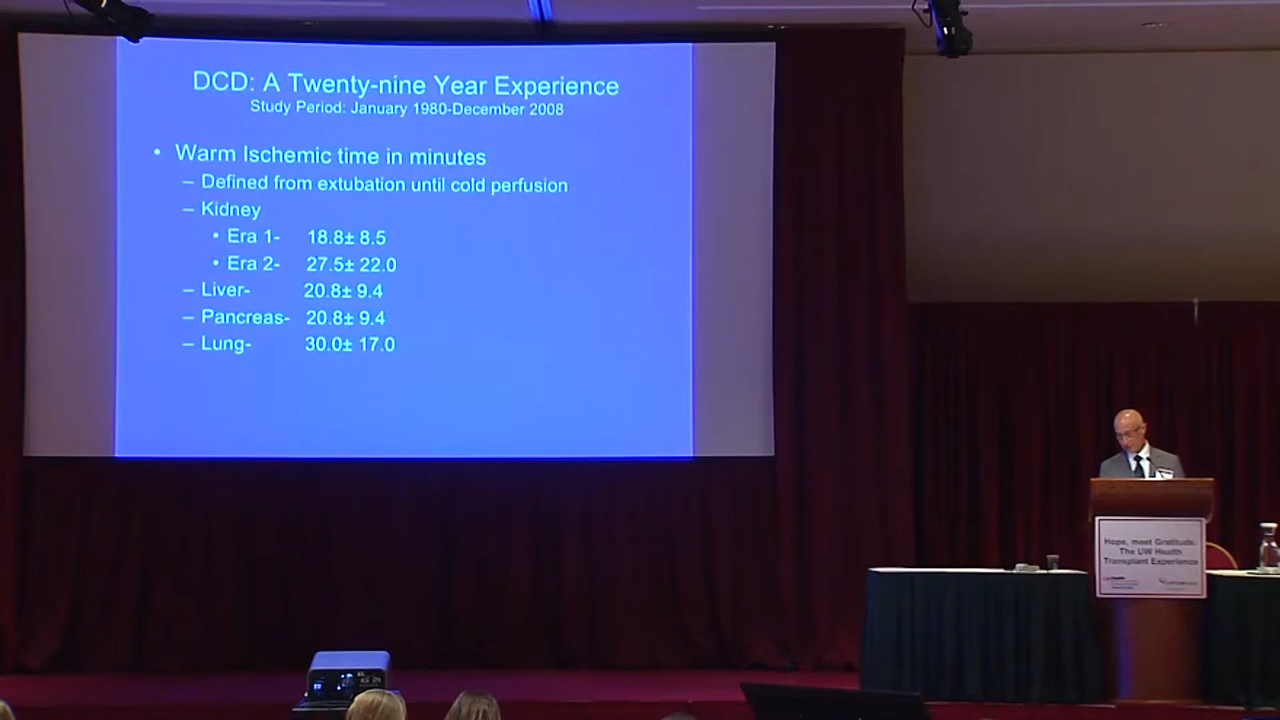 DCD: A Twenty-nine Year Experience
Study Period: January 1980-December 2008
• Warm Ischemic time in minutes
– Defined from extubation until cold perfusion
– Kidney
• Era 1- 18.8± 8.5
• Era 2- 27.5± 22.0
– Liver- 20.8± 9.4
– Pancreas- 20.8± 9.4
– Lung- 30.0± 17.0
Hope, meet Gratitude:
The UW Health
Transplant Experience